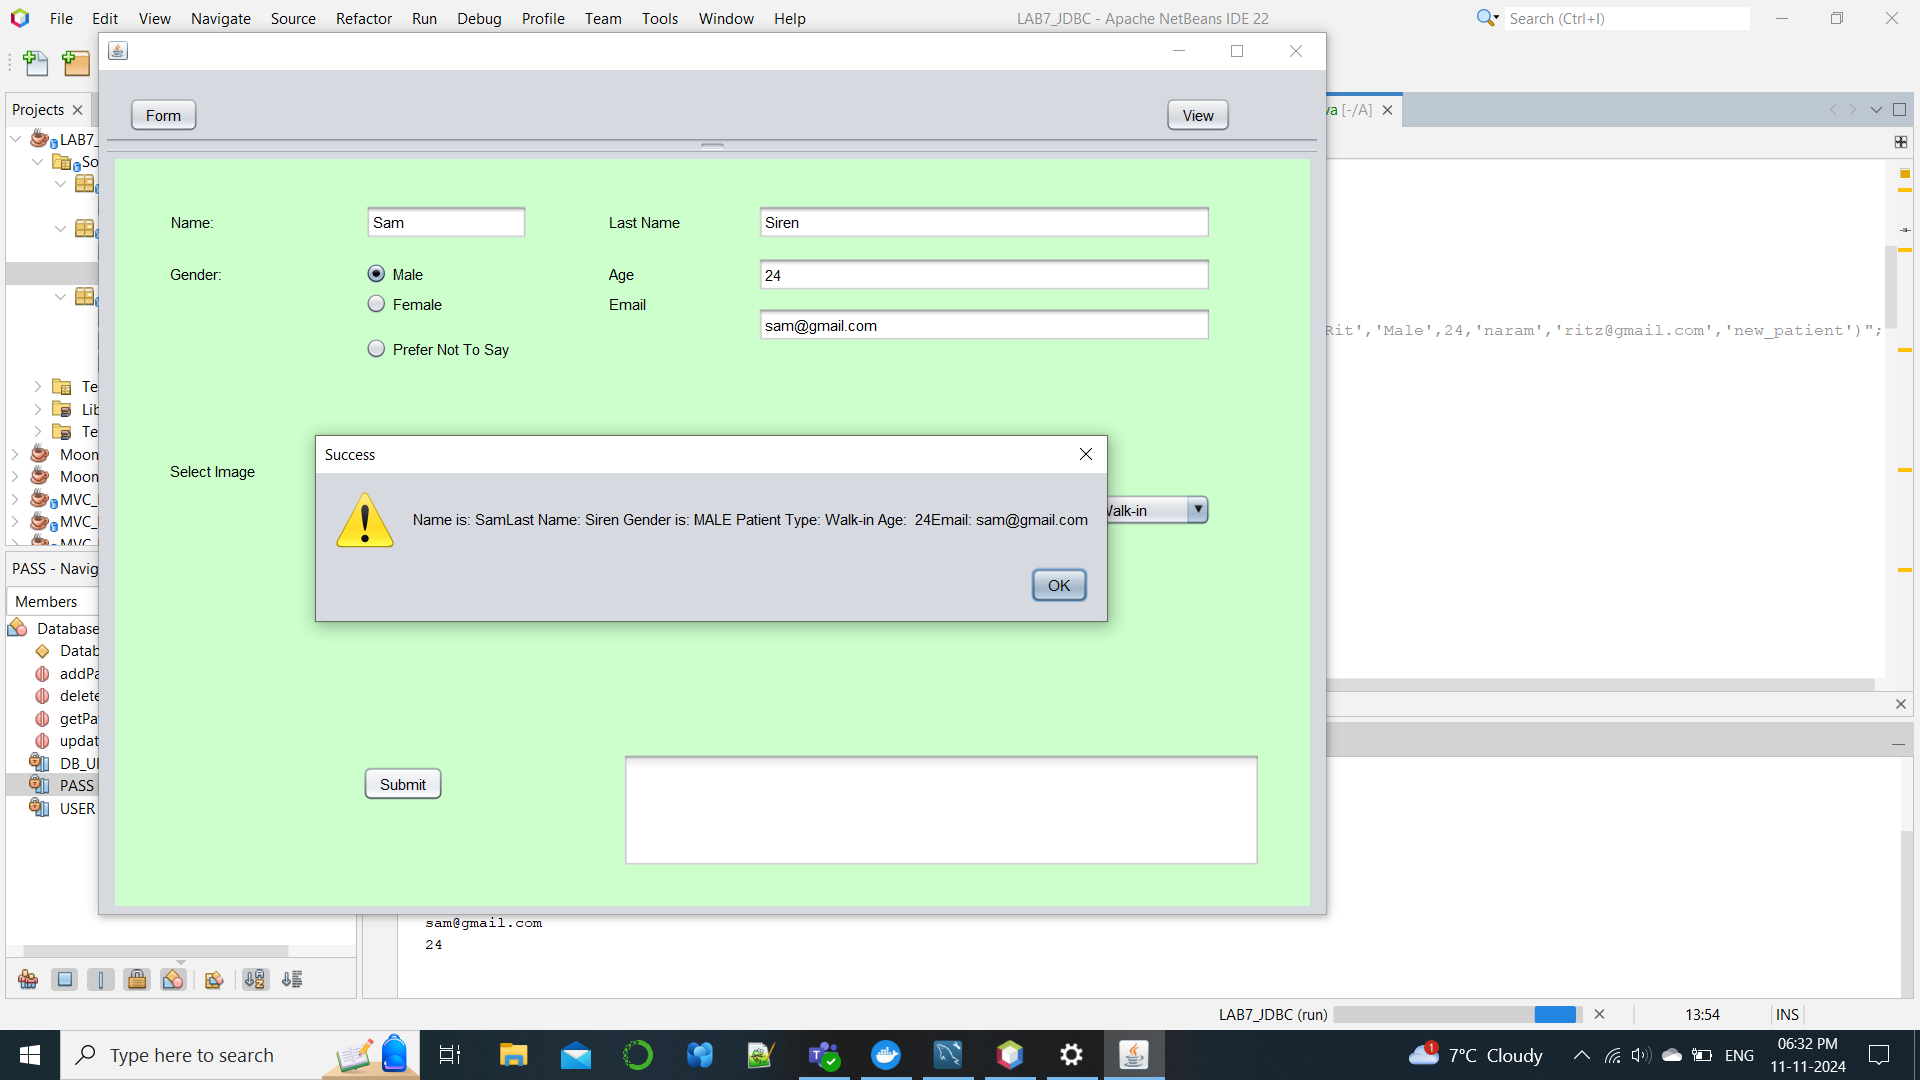 File Edit View Navigate Source Refactor Run Debug Profile Team Tools Window Help
LAB7_JDBC - Apache NetBeans IDE 22
Search (Ctrl+I)
Projects
Form
View
va [-/A]
LAB7_
So
Name:
Sam
Last Name
Siren
Gender:
Male
Age
24
Female
Email
sam@gmail.com
Prefer Not To Say
Rit','Male',24,'naram','ritz@gmail.com','new_patient')";
Te
Lib
Te
Moon
Moon
MVC_
MVC_
MVC_
Select Image
Walk-in
Success
Name is: SamLast Name: Siren Gender is: MALE Patient Type: Walk-in Age:  24Email: sam@gmail.com
OK
PASS - Navig
Members
Database
Datab
addPa
delete
getPa
updat
DB_UR
PASS
USER
Submit
sam@gmail.com
24
LAB7_JDBC (run)
13:54
INS
Type here to search
1
7°C Cloudy
ENG
06:32 PM
11-11-2024